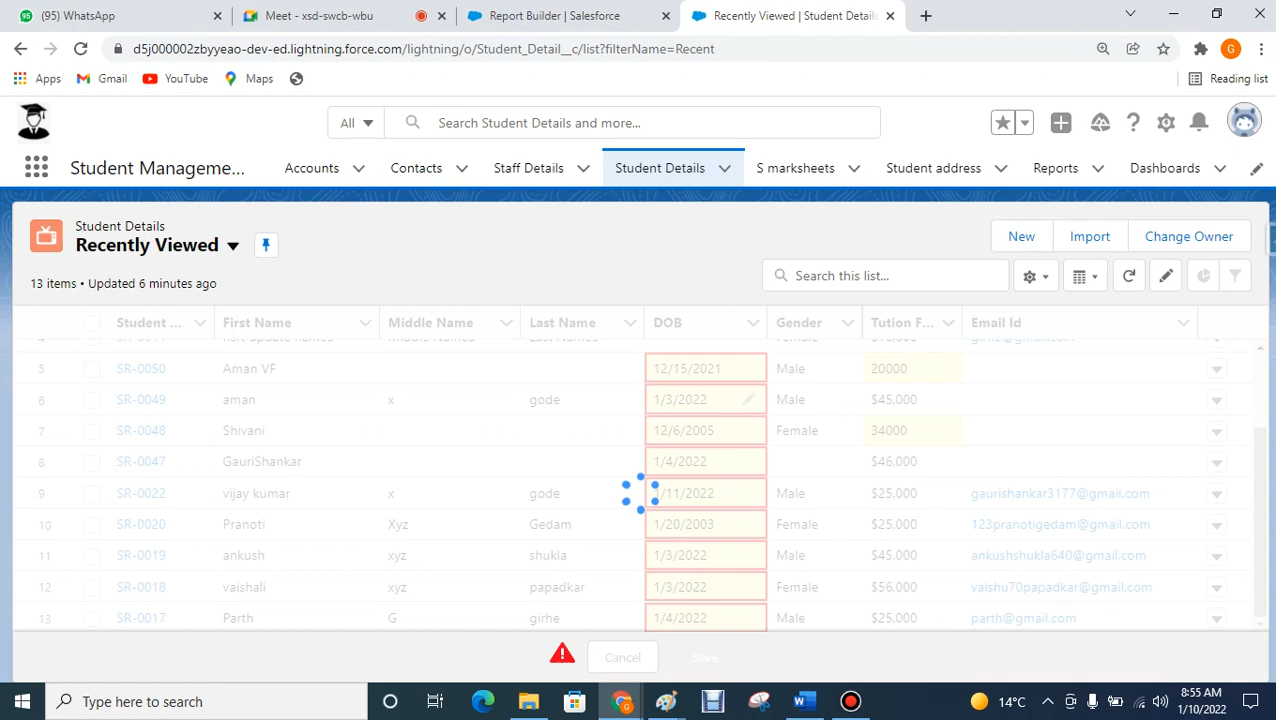 95 (95) WhatsApp Meet - xsd-swcb-wbu Report Builder | Salesforce Recently Viewed | Student Details
d5j000002zbyyeao-dev-ed.lightning.force.com/lightning/o/Student_Detail__c/list?filterName=Recent G
Apps Gmail YouTube Maps Reading list
All Search Student Details and more...
Student Manageme... Accounts Contacts Staff Details Student Details S marksheets Student address Reports Dashboards
Student Details
Recently Viewed
New Import Change Owner
13 items • Updated 6 minutes ago
Search this list...
Student ... First Name Middle Name Last Name DOB Gender Tution F... Email Id
5 SR-0050 Aman VF 12/15/2021 Male 20000
6 SR-0049 aman x gode 1/3/2022 Male $45,000
7 SR-0048 Shivani 12/6/2005 Female 34000
8 SR-0047 GauriShankar 1/4/2022 $46,000
9 SR-0022 vijay kumar x gode 1/11/2022 Male $25,000 gaurishankar3177@gmail.com
10 SR-0020 Pranoti Xyz Gedam 1/20/2003 Female $25,000 123pranotigedam@gmail.com
11 SR-0019 ankush xyz shukla 1/3/2022 Male $45,000 ankushshukla640@gmail.com
12 SR-0018 vaishali xyz papadkar 1/3/2022 Female $56,000 vaishu70papadkar@gmail.com
13 SR-0017 Parth G girhe 1/4/2022 Male $25,000 parth@gmail.com
Cancel Save
Type here to search 14°C 8:55 AM
1/10/2022